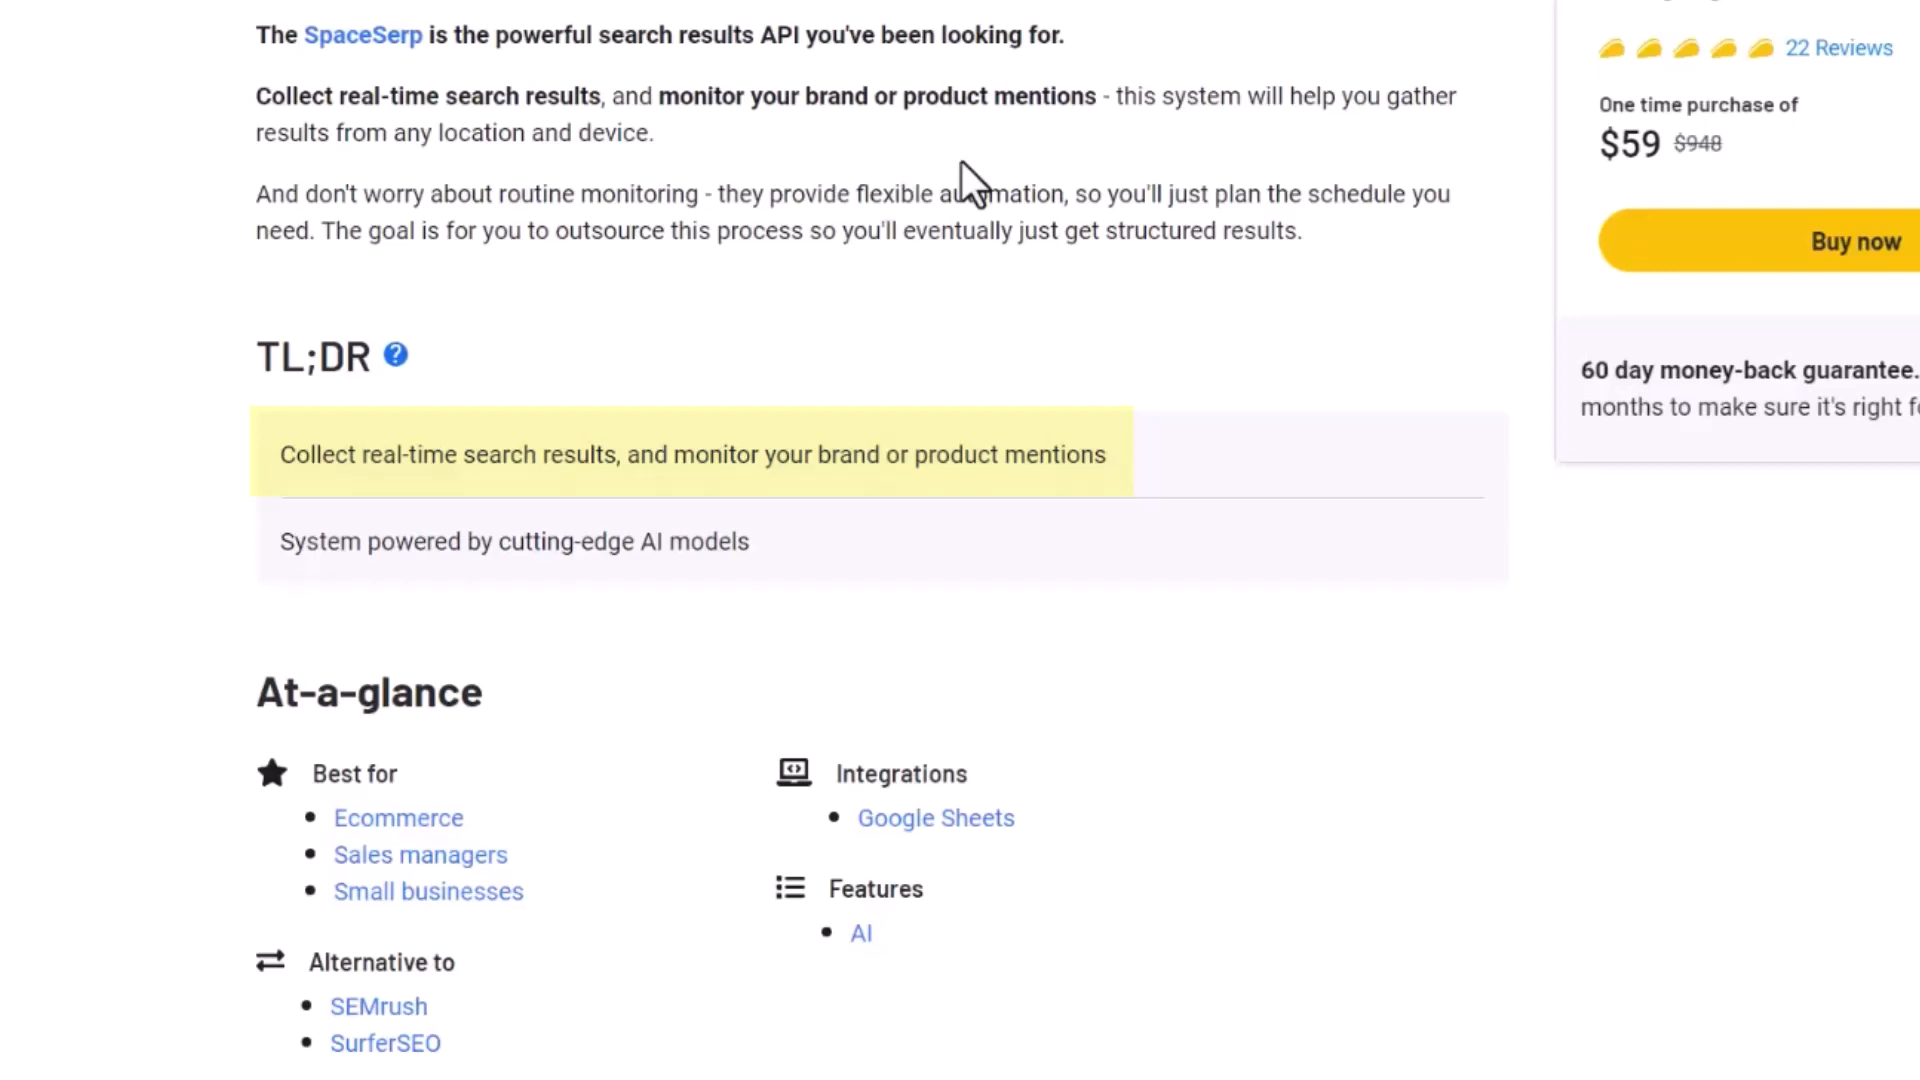 The SpaceSerp is the powerful search results API you've been looking for.
Collect real-time search results, and monitor your brand or product mentions - this system will help you gather
results from any location and device.
And don't worry about routine monitoring - they provide flexible automation, so you'll just plan the schedule you
need. The goal is for you to outsource this process so you'll eventually just get structured results.
TL;DR ?
Collect real-time search results, and monitor your brand or product mentions
System powered by cutting-edge AI models
At-a-glance
Best for
• Ecommerce
• Sales managers
• Small businesses
Alternative to
• SEMrush
• SurferSEO
Integrations
• Google Sheets
Features
• AI
22 Reviews
One time purchase of
$59 $948
Buy now
60 day money-back guarantee.
months to make sure it's right